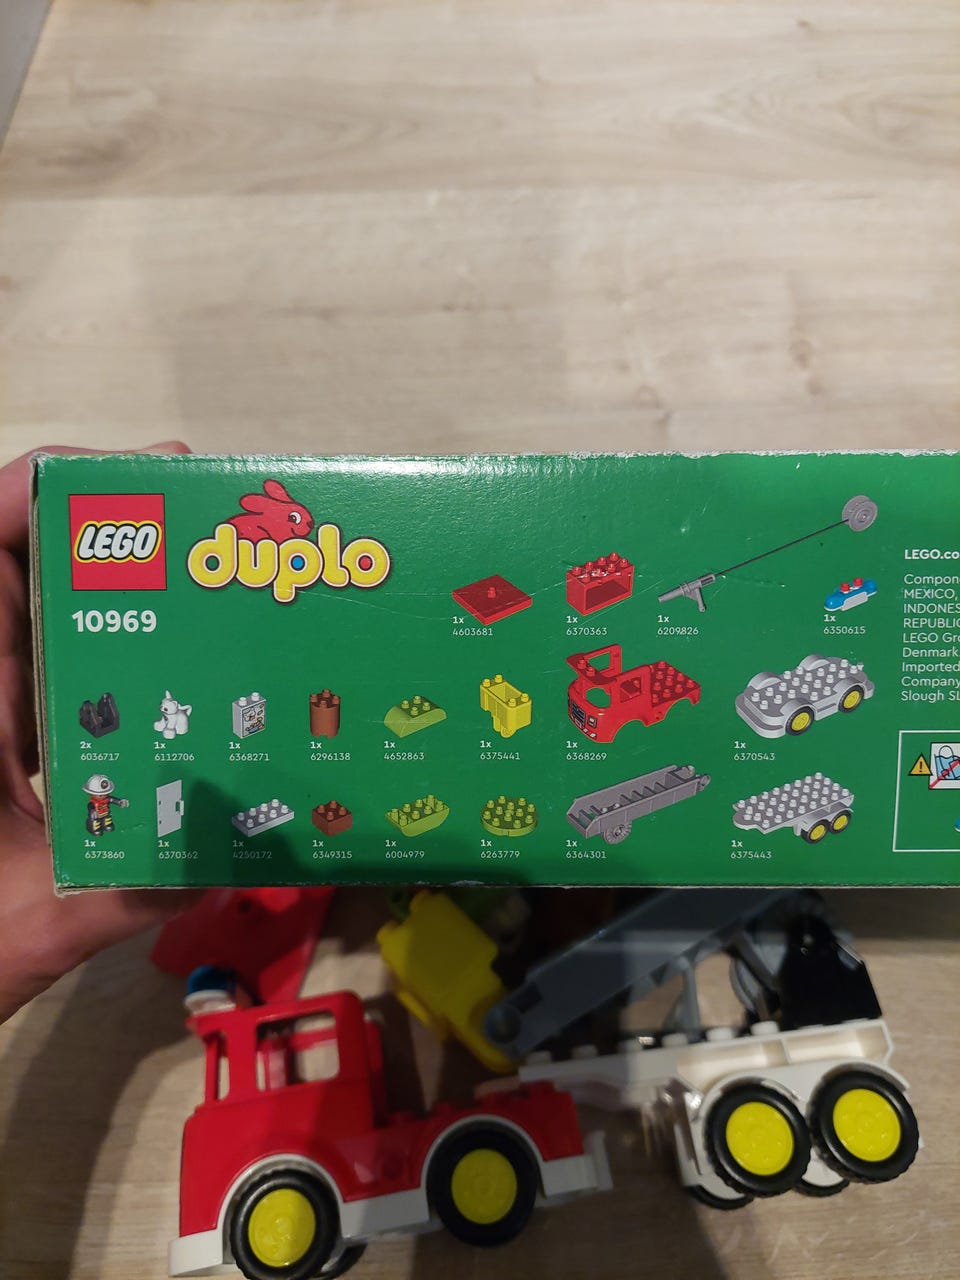 LEGO
duplo
10969
1x
4603681
1x
6370363
1x
6209826
1x
6350615
2x
6036717
1x
6112706
1x
6368271
1x
6296138
1x
4652863
1x
6375441
1x
6368269
1x
6370543
1x
6373860
1x
6370362
1x
4250172
1x
6349315
1x
6004979
1x
6263779
1x
6364301
1x
6375443
LEGO.co
Compon
MEXICO,
INDONES
REPUBLIC
LEGO Gro
Denmark.
Imported
Company
Slough SL